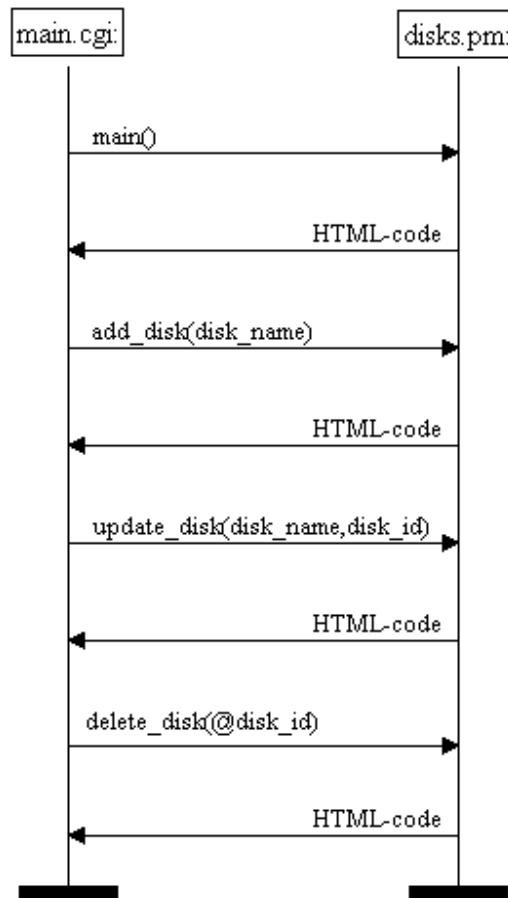 main.cgi:
disks.pm:
main()
HTML-code
add_disk(disk_name)
HTML-code
update_disk(disk_name,disk_id)
HTML-code
delete_disk(@disk_id)
HTML-code